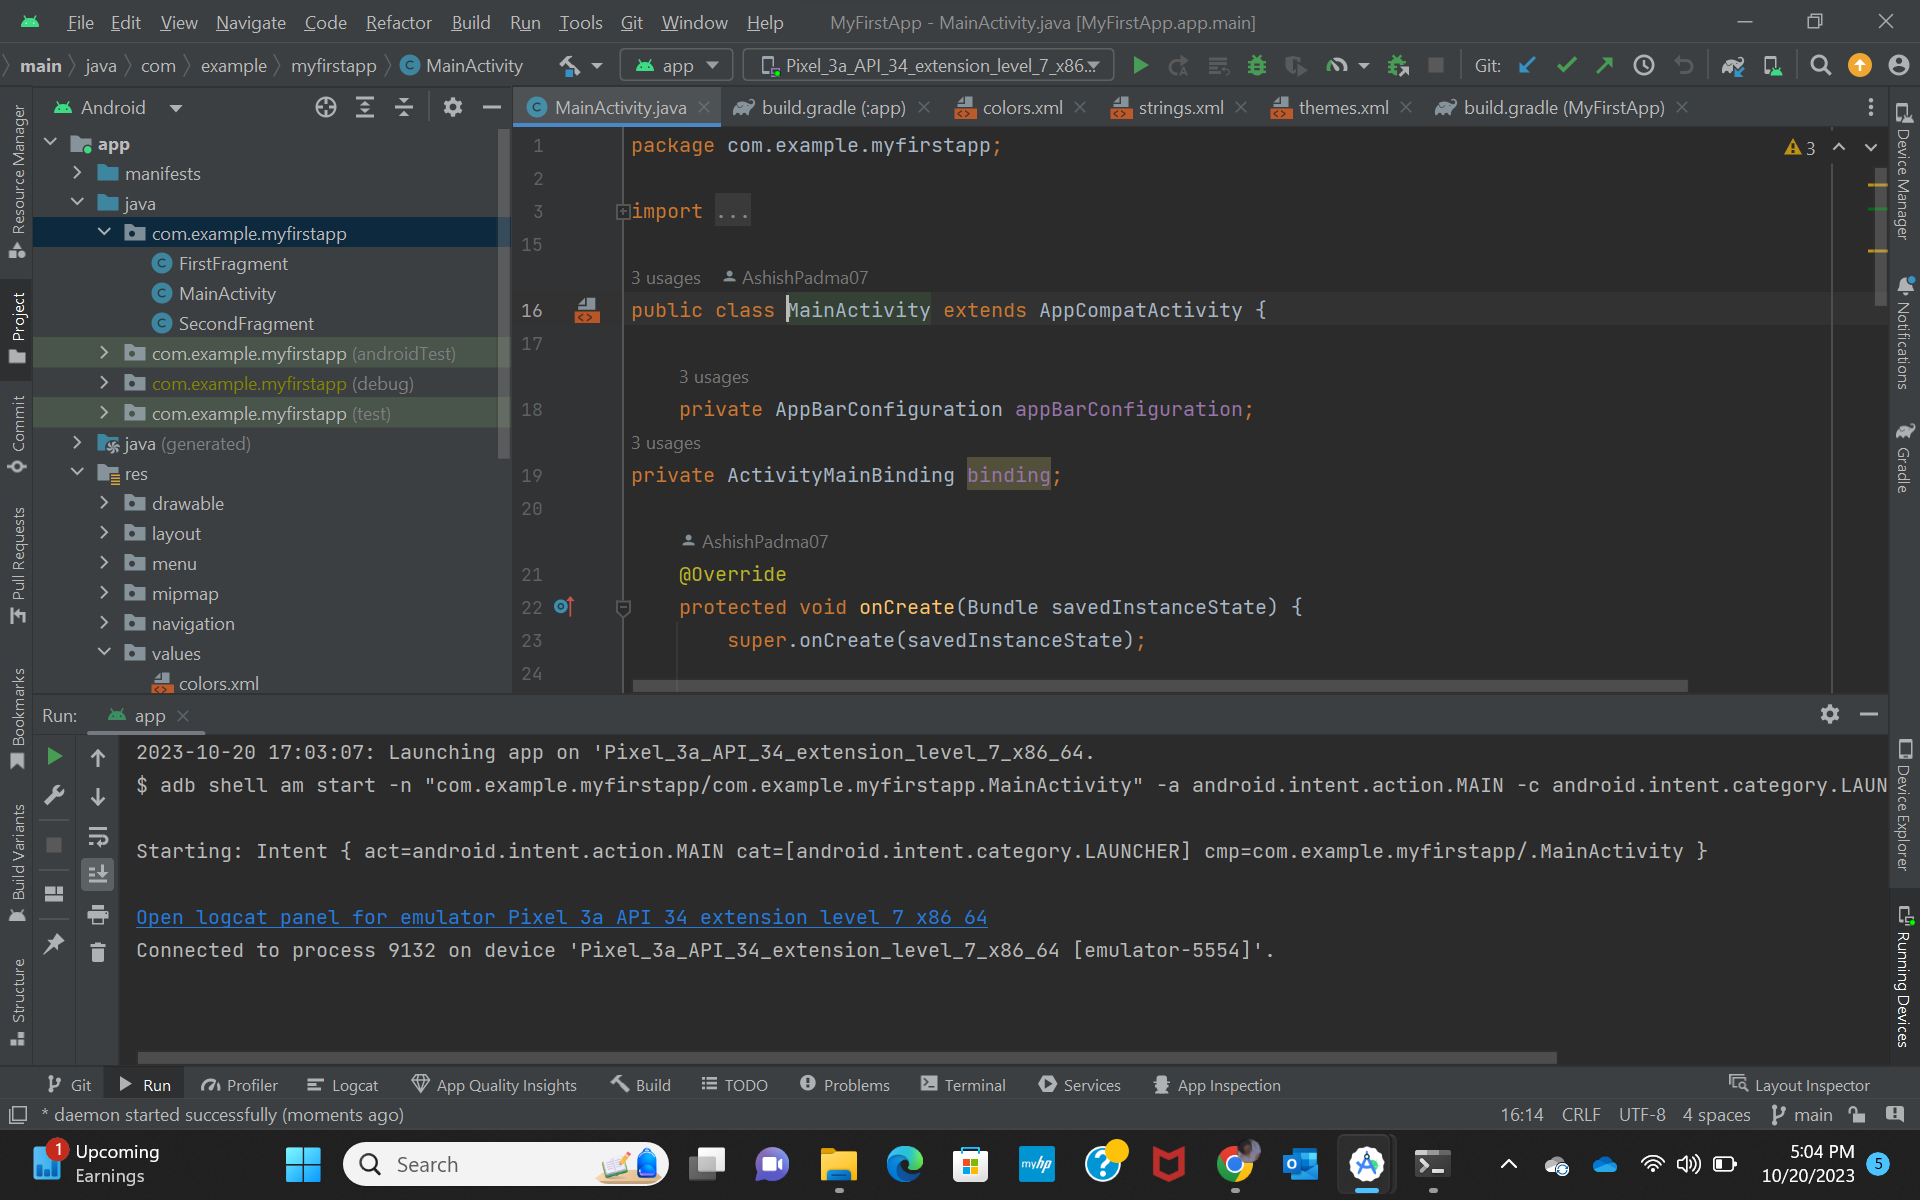 File Edit View Navigate Code Refactor Build Run Tools Git Window Help MyFirstApp - MainActivity.java [MyFirstApp.app.main]
main java com example myfirstapp C MainActivity app Pixel_3a_API_34_extension_level_7_x86... Git:
Android
MainActivity.java build.gradle (:app) colors.xml strings.xml themes.xml build.gradle (MyFirstApp)
Resource Manager
Project
Commit
Pull Requests
Bookmarks
Build Variants
Structure
app
manifests
java
com.example.myfirstapp
C FirstFragment
C MainActivity
C SecondFragment
com.example.myfirstapp (androidTest)
com.example.myfirstapp (debug)
com.example.myfirstapp (test)
java (generated)
res
drawable
layout
menu
mipmap
navigation
values
colors.xml
3
1 package com.example.myfirstapp;
2
3 import ...
15
3 usages AshishPadma07
16 public class MainActivity extends AppCompatActivity {
17
3 usages
18 private AppBarConfiguration appBarConfiguration;
3 usages
19 private ActivityMainBinding binding;
20
AshishPadma07
21 @Override
22 protected void onCreate(Bundle savedInstanceState) {
23 super.onCreate(savedInstanceState);
24
Device Manager
Notifications
Gradle
Device Explorer
Running Devices
Run: app
2023-10-20 17:03:07: Launching app on 'Pixel_3a_API_34_extension_level_7_x86_64.
$ adb shell am start -n "com.example.myfirstapp/com.example.myfirstapp.MainActivity" -a android.intent.action.MAIN -c android.intent.category.LAUN
Starting: Intent { act=android.intent.action.MAIN cat=[android.intent.category.LAUNCHER] cmp=com.example.myfirstapp/.MainActivity }
Open logcat panel for emulator Pixel 3a API 34 extension level 7 x86 64
Connected to process 9132 on device 'Pixel_3a_API_34_extension_level_7_x86_64 [emulator-5554]'.
Git Run Profiler Logcat App Quality Insights Build TODO Problems Terminal Services App Inspection Layout Inspector
* daemon started successfully (moments ago) 16:14 CRLF UTF-8 4 spaces main
1 Upcoming
Earnings
Search
myhp
5:04 PM
10/20/2023
5